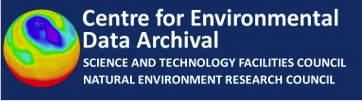 Centre for Environmental
Data Archival
SCIENCE AND TECHNOLOGY FACILITIES COUNCIL
NATURAL ENVIRONMENT RESEARCH COUNCIL